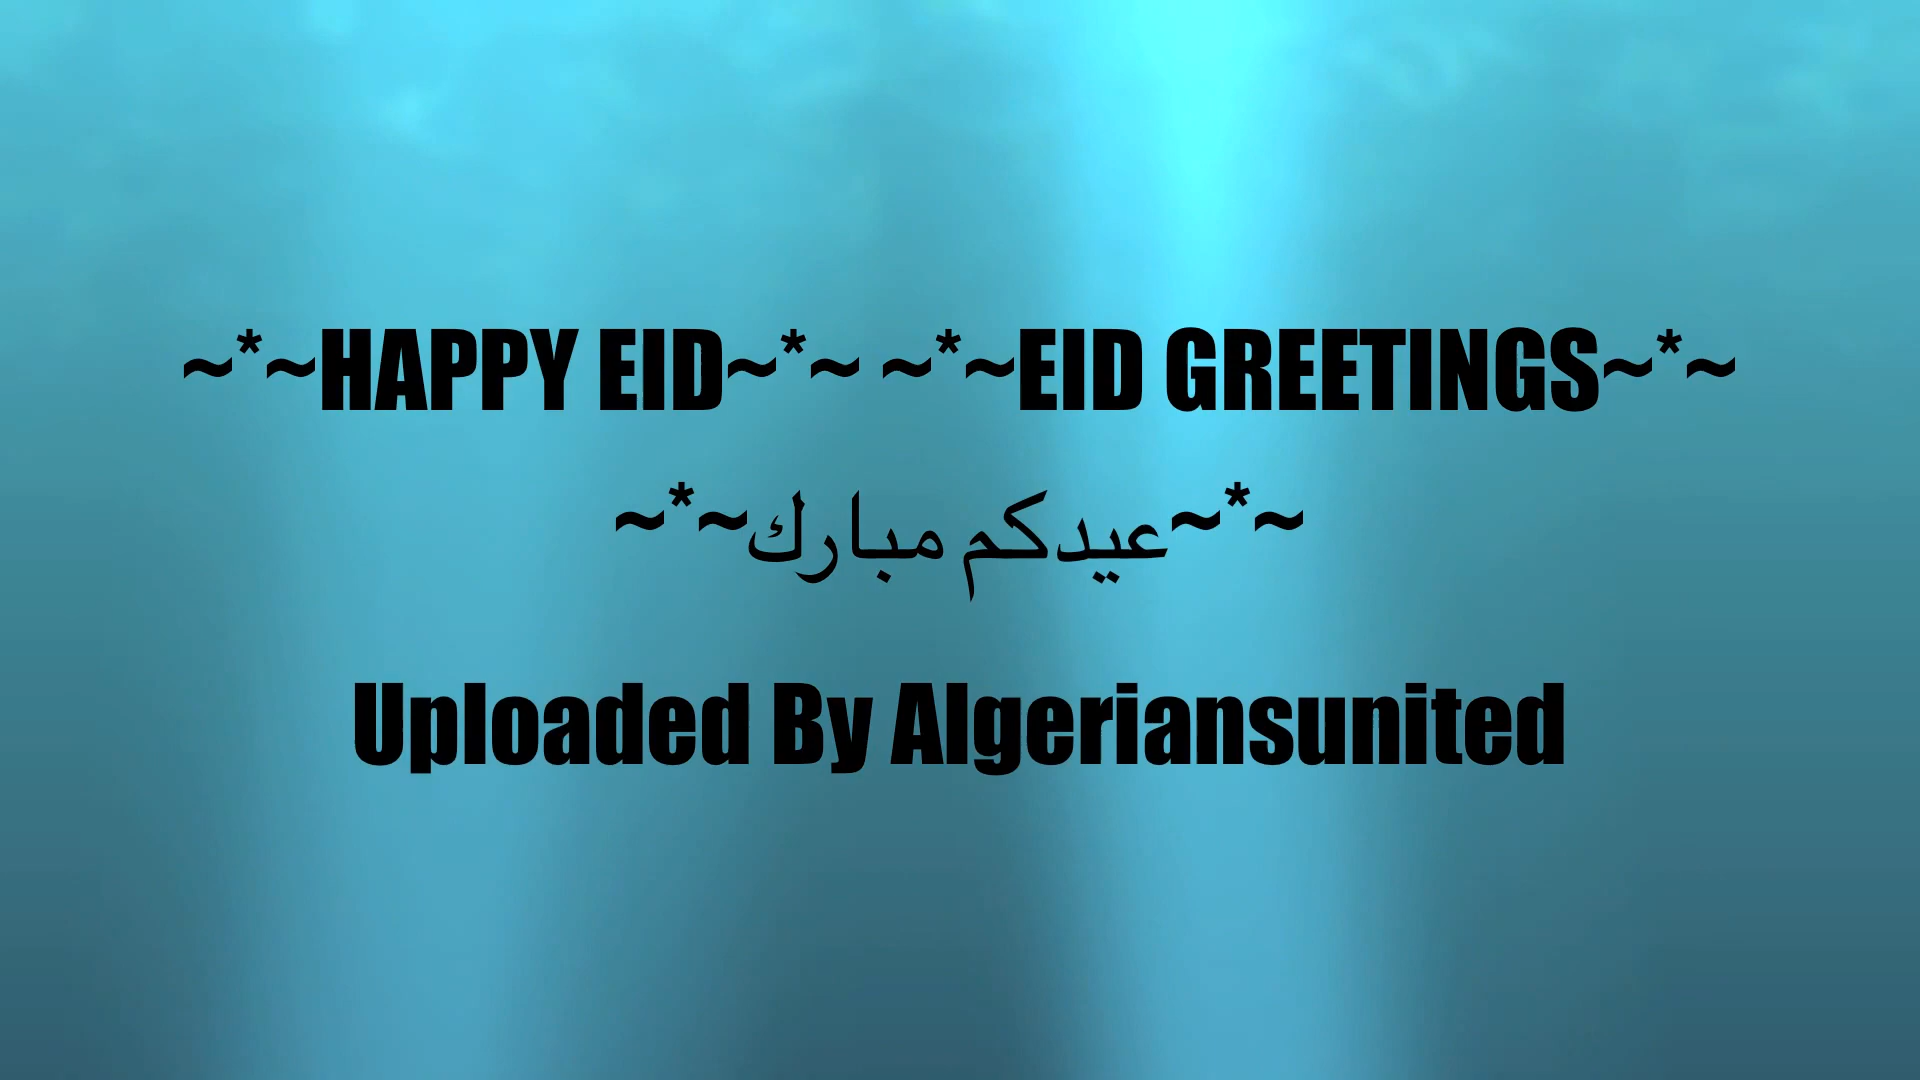 ~*~HAPPY EID~*~ ~*~EID GREETINGS~*~
~*~عيدكم مبارك~*~
Uploaded By Algeriansunited